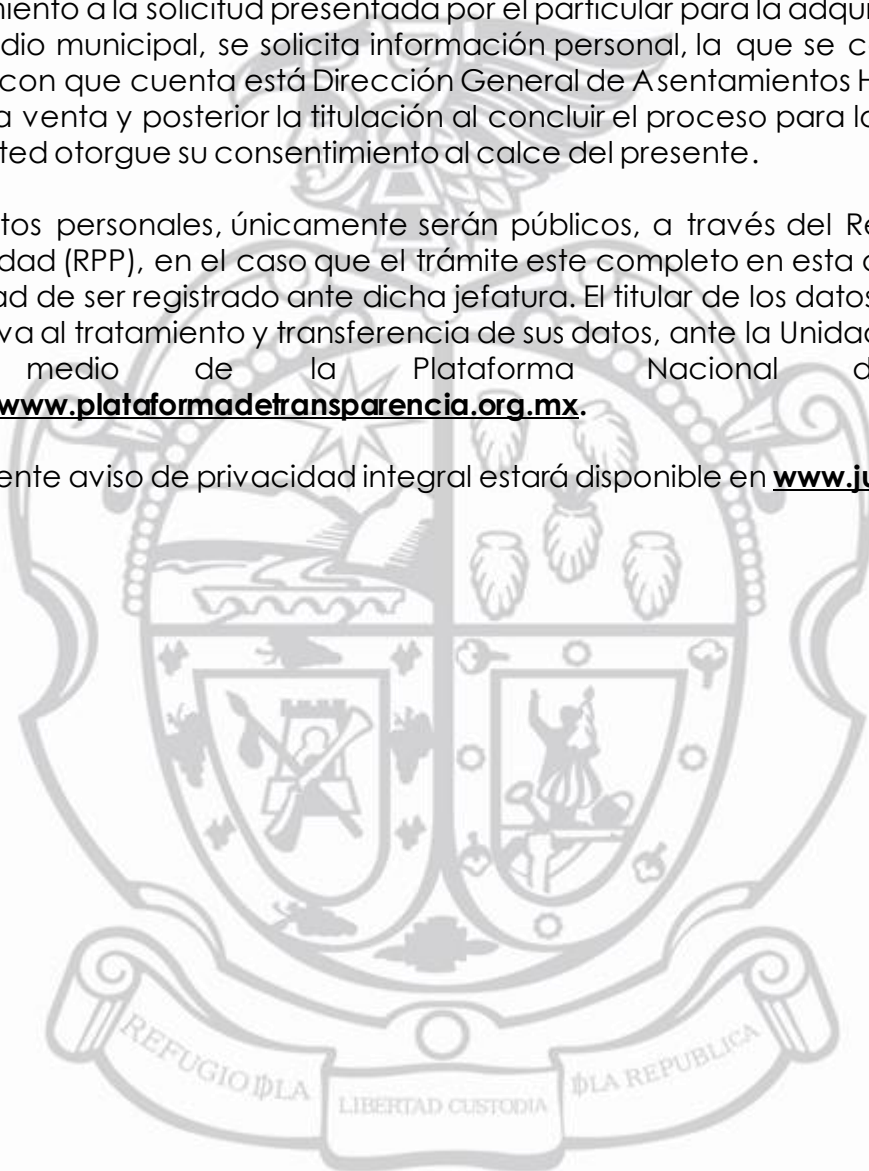 miento a la solicitud presentada por el particular para la adqui
dio municipal, se solicita información personal, la que se c
con que cuenta está Dirección General de Asentamientos H
a venta y posterior la titulación al concluir el proceso para la
ted otorgue su consentimiento al calce del presente.
tos personales, únicamente serán públicos, a través del Re
dad (RPP), en el caso que el trámite este completo en esta
ad de ser registrado ante dicha jefatura. El titular de los datos
va al tratamiento y transferencia de sus datos, ante la Unidad
medio de la Plataforma Nacional d
www.plataformadetransparencia.org.mx.
ente aviso de privacidad integral estará disponible en www.ju
REFUGIO DLA LIBERTAD CUSTODIA DLA REPUBLICA